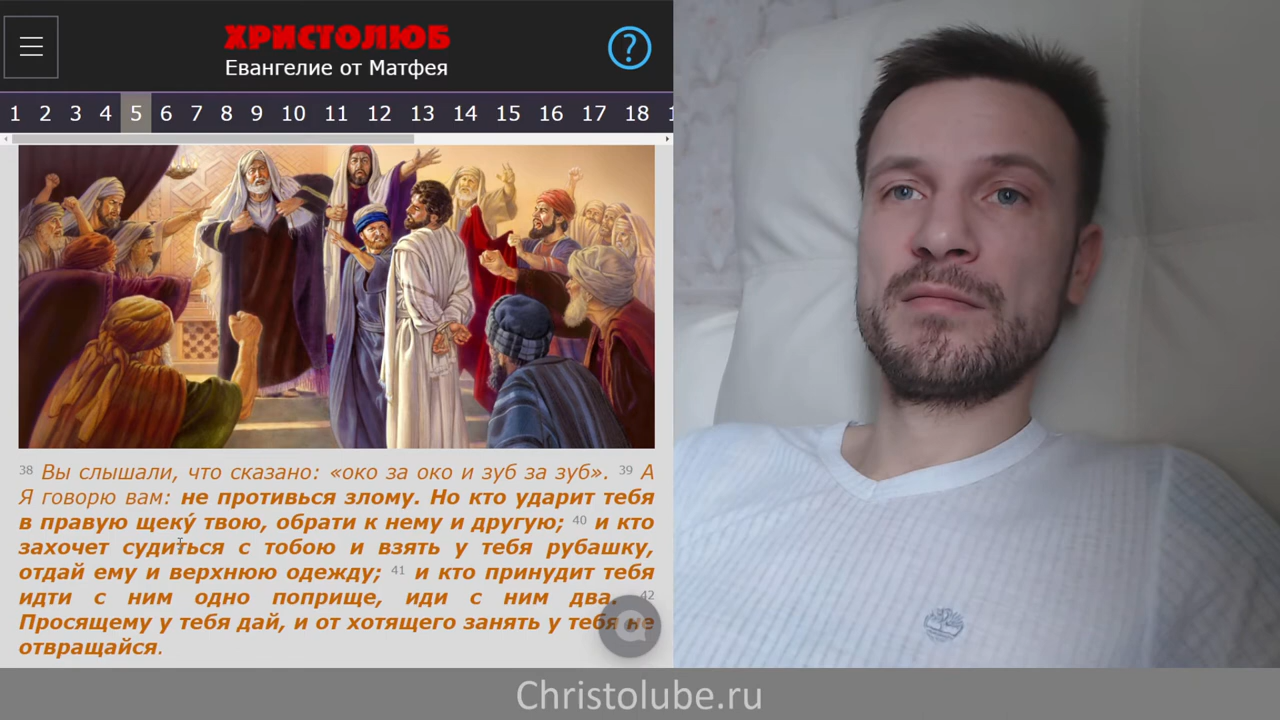 ХРИСТОЛЮБ
Евангелие от Матфея
?
1 2 3 4 5 6 7 8 9 10 11 12 13 14 15 16 17 18
38 Вы слышали, что сказано: «око за око и зуб за зуб». 39 А
Я говорю вам: не противься злому. Но кто ударит тебя
в правую щеку́ твою, обрати к нему и другую; 40 и кто
захочет судиться с тобою и взять у тебя рубашку,
отдай ему и верхнюю одежду; 41 и кто принудит тебя
идти с ним одно поприще, иди с ним два. 42
Просящему у тебя дай, и от хотящего занять у тебя не
отвращайся.
Christolube.ru